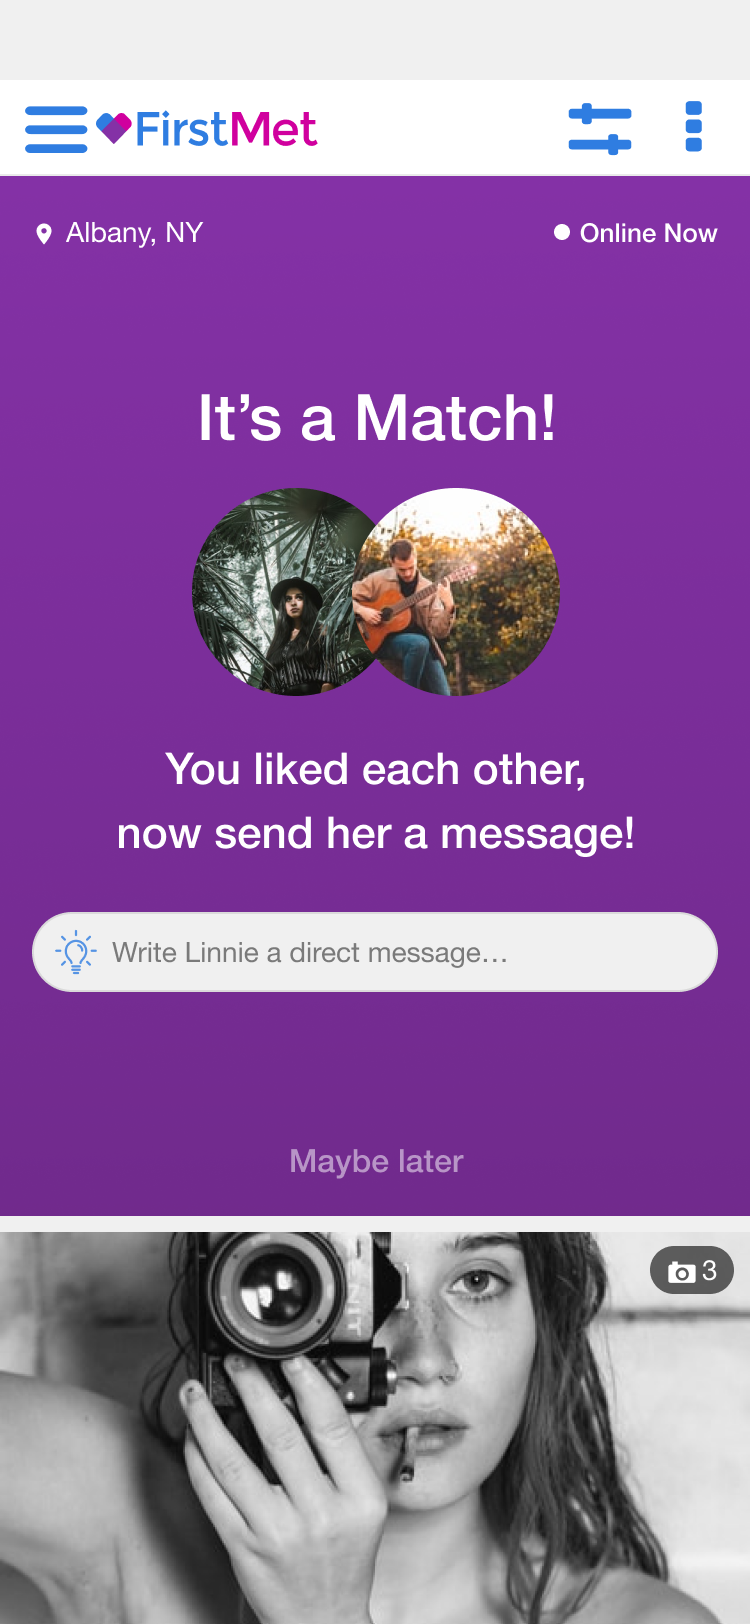 FirstMet
Albany, NY
Online Now
It's a Match!
You liked each other,
now send her a message!
Write Linnie a direct message...
Maybe later
3
NIT